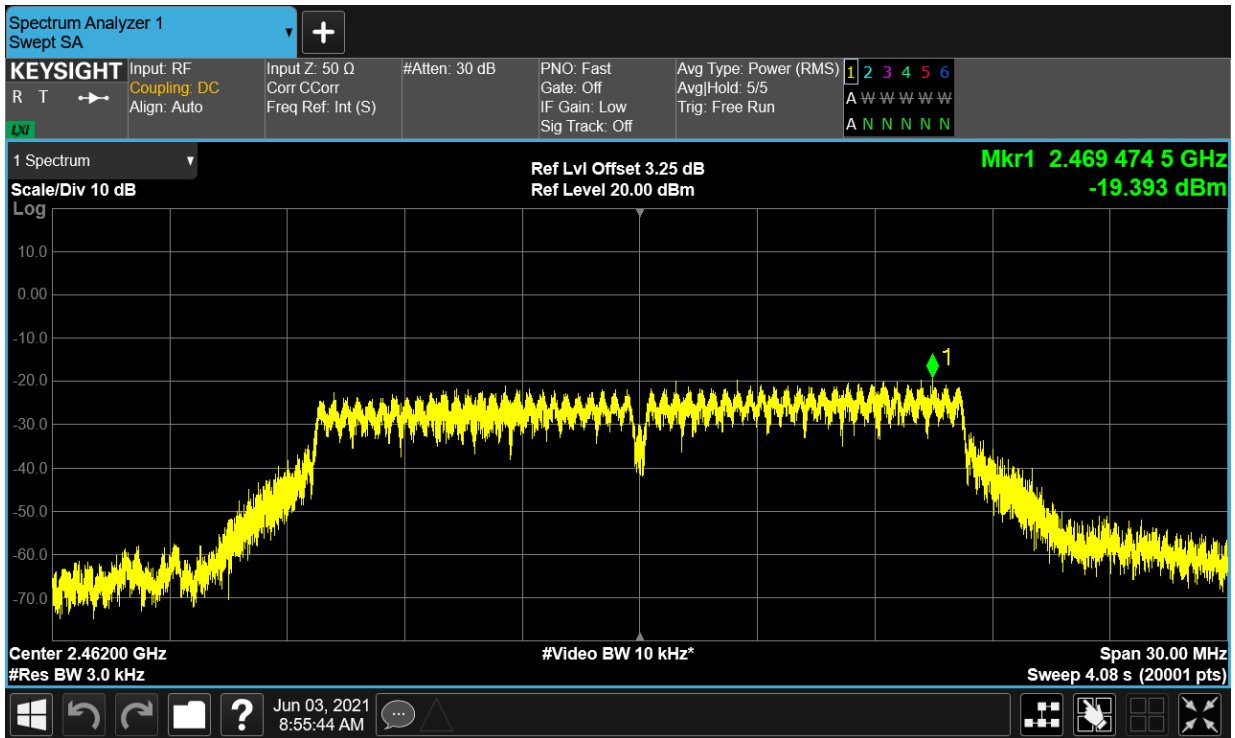 Spectrum Analyzer 1
Swept SA
KEYSIGHT
R T
LXI
Input: RF
Coupling: DC
Align: Auto
Input Z: 50 Ω
Corr CCorr
Freq Ref: Int (S)
#Atten: 30 dB
PNO: Fast
Gate: Off
IF Gain: Low
Sig Track: Off
Avg Type: Power (RMS)
Avg|Hold: 5/5
Trig: Free Run
1 2 3 4 5 6
A W W W W W
A N N N N N
1 Spectrum
Scale/Div 10 dB
Log
Ref Lvl Offset 3.25 dB
Ref Level 20.00 dBm
Mkr1 2.469 474 5 GHz
-19.393 dBm
10.0
0.00
-10.0
1
-20.0
-30.0
-40.0
-50.0
-60.0
-70.0
Center 2.46200 GHz
#Video BW 10 kHz*
Span 30.00 MHz
#Res BW 3.0 kHz
Sweep 4.08 s (20001 pts)
?
Jun 03, 2021
8:55:44 AM